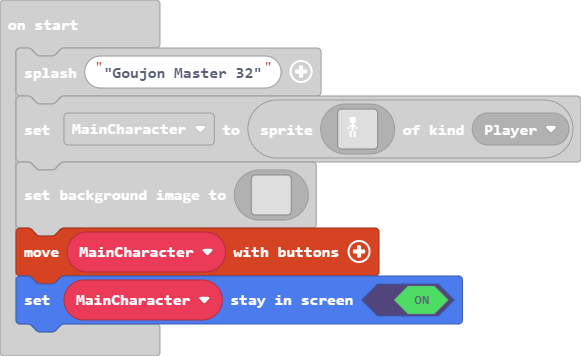 on start
splash ""Goujon Master 32""
set MainCharacter to sprite of kind Player
set background image to
move MainCharacter with buttons
set MainCharacter stay in screen ON